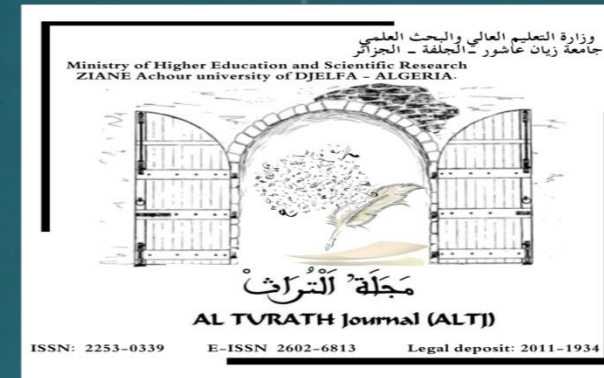 وزارة التعليم العالي والبحث العلمي
جامعة زيان عاشور -الجلفة - الجزائر
Ministry of Higher Education and Scientific Research
ZIANE Achour university of DJELFA - ALGERIA.
مَجَلَةُ اَلْتُرَاثْ
AL TURATH Journal (ALTJ)
ISSN: 2253-0339 E-ISSN 2602-6813 Legal deposit: 2011-1934